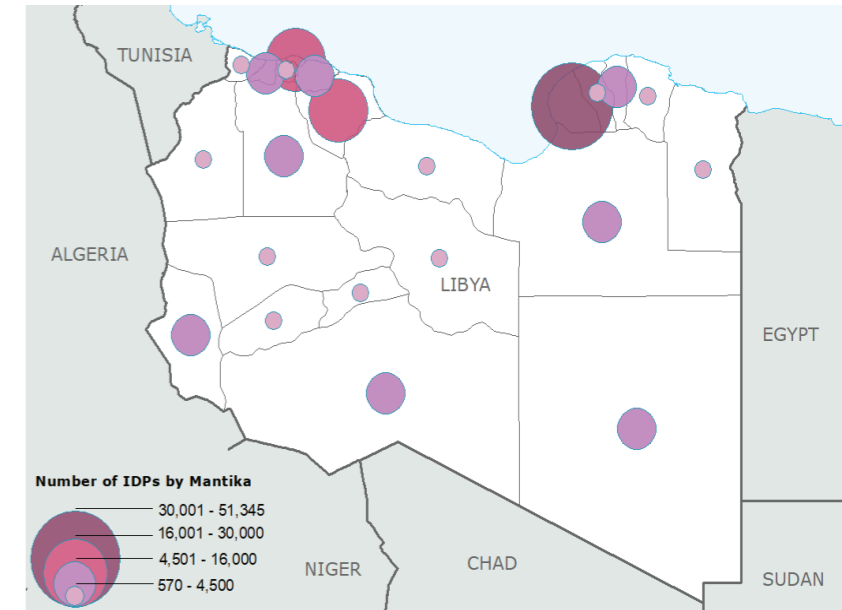 TUNISIA
ALGERIA
LIBYA
EGYPT
Number of IDPs by Mantika
30,001 - 51,345
16,001 - 30,000
4,501 - 16,000
570 - 4,500
NIGER
CHAD
SUDAN